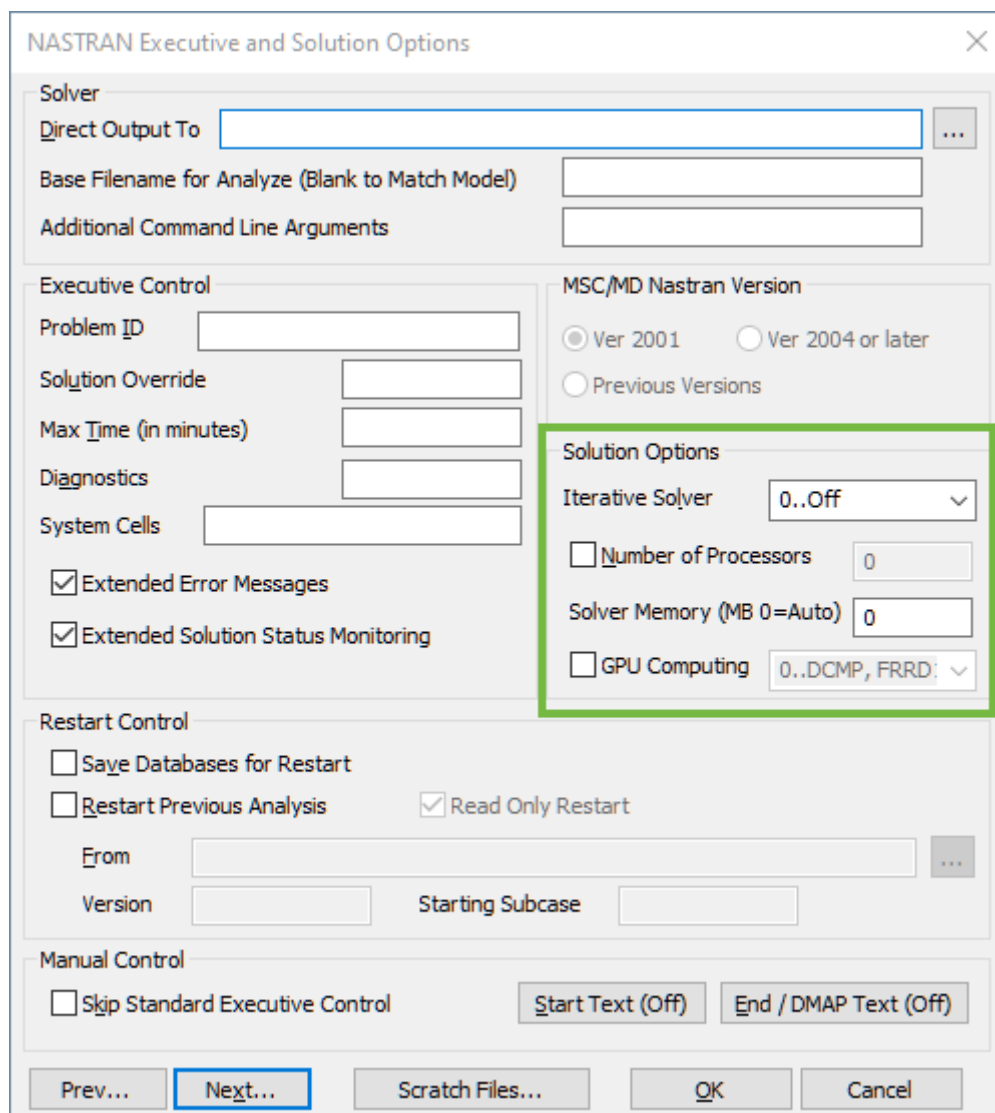 NASTRAN Executive and Solution Options
Solver
Direct Output To
...
Base Filename for Analyze (Blank to Match Model)
Additional Command Line Arguments
Executive Control
Problem ID
Solution Override
Max Time (in minutes)
Diagnostics
System Cells
Extended Error Messages
Extended Solution Status Monitoring
MSC/MD Nastran Version
Ver 2001 Ver 2004 or later
Previous Versions
Solution Options
Iterative Solver 0..Off
Number of Processors 0
Solver Memory (MB 0=Auto) 0
GPU Computing 0..DCMP, FRRD
Restart Control
Save Databases for Restart
Restart Previous Analysis Read Only Restart
From ...
Version Starting Subcase
Manual Control
Skip Standard Executive Control Start Text (Off) End / DMAP Text (Off)
Prev... Next... Scratch Files... OK Cancel